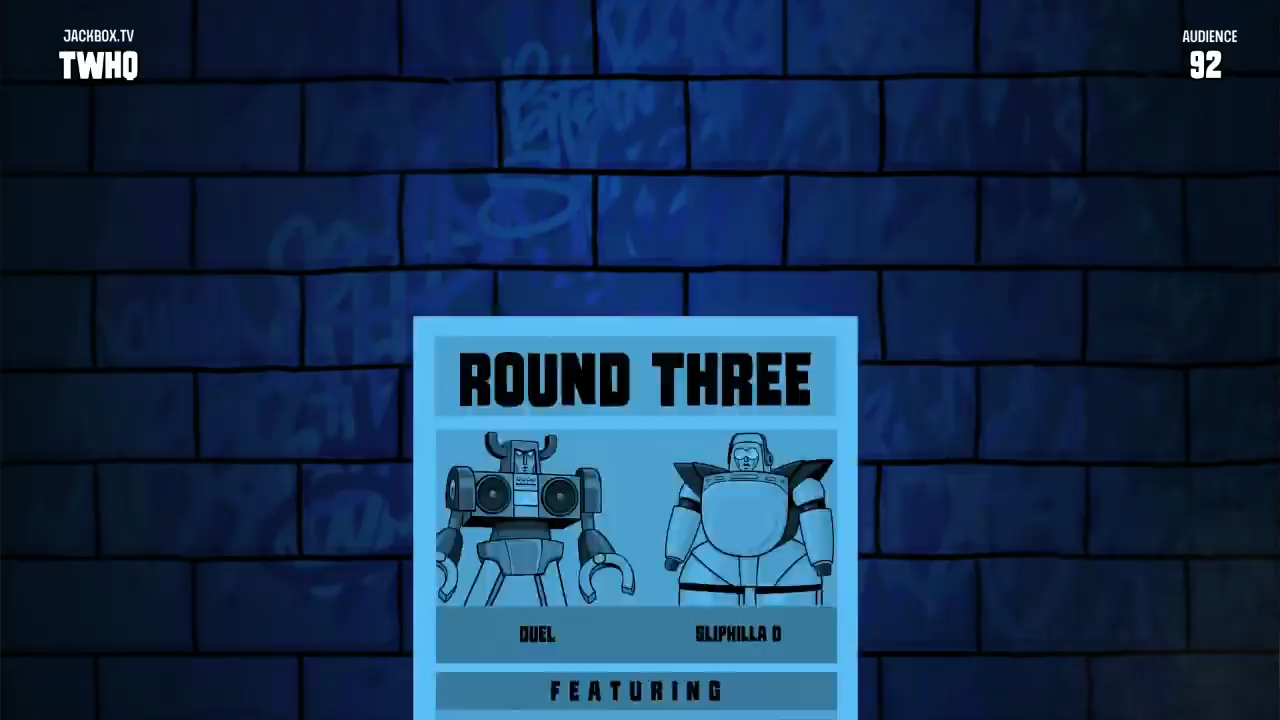 JACKBOX.TV
TWHQ
AUDIENCE
92
ROUND THREE
DUEL
SLIPHILLA D
FEATURING